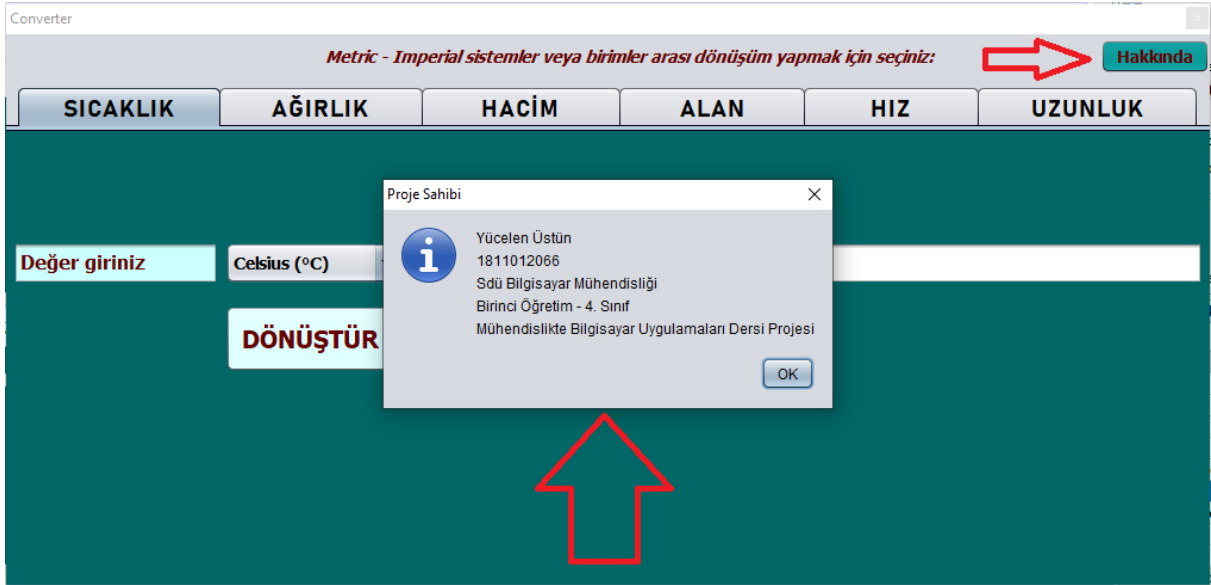 Converter
Metric - Imperial sistemler veya birimler arası dönüşüm yapmak için seçiniz:
Hakkında
SICAKLIK AĞIRLIK HACİM ALAN HIZ UZUNLUK
Proje Sahibi
Yücelen Üstün
1811012066
Sdü Bilgisayar Mühendisliği
Birinci Öğretim - 4. Sınıf
Mühendislikte Bilgisayar Uygulamaları Dersi Projesi
OK
Değer giriniz Celsius (°C)
DÖNÜŞTÜR